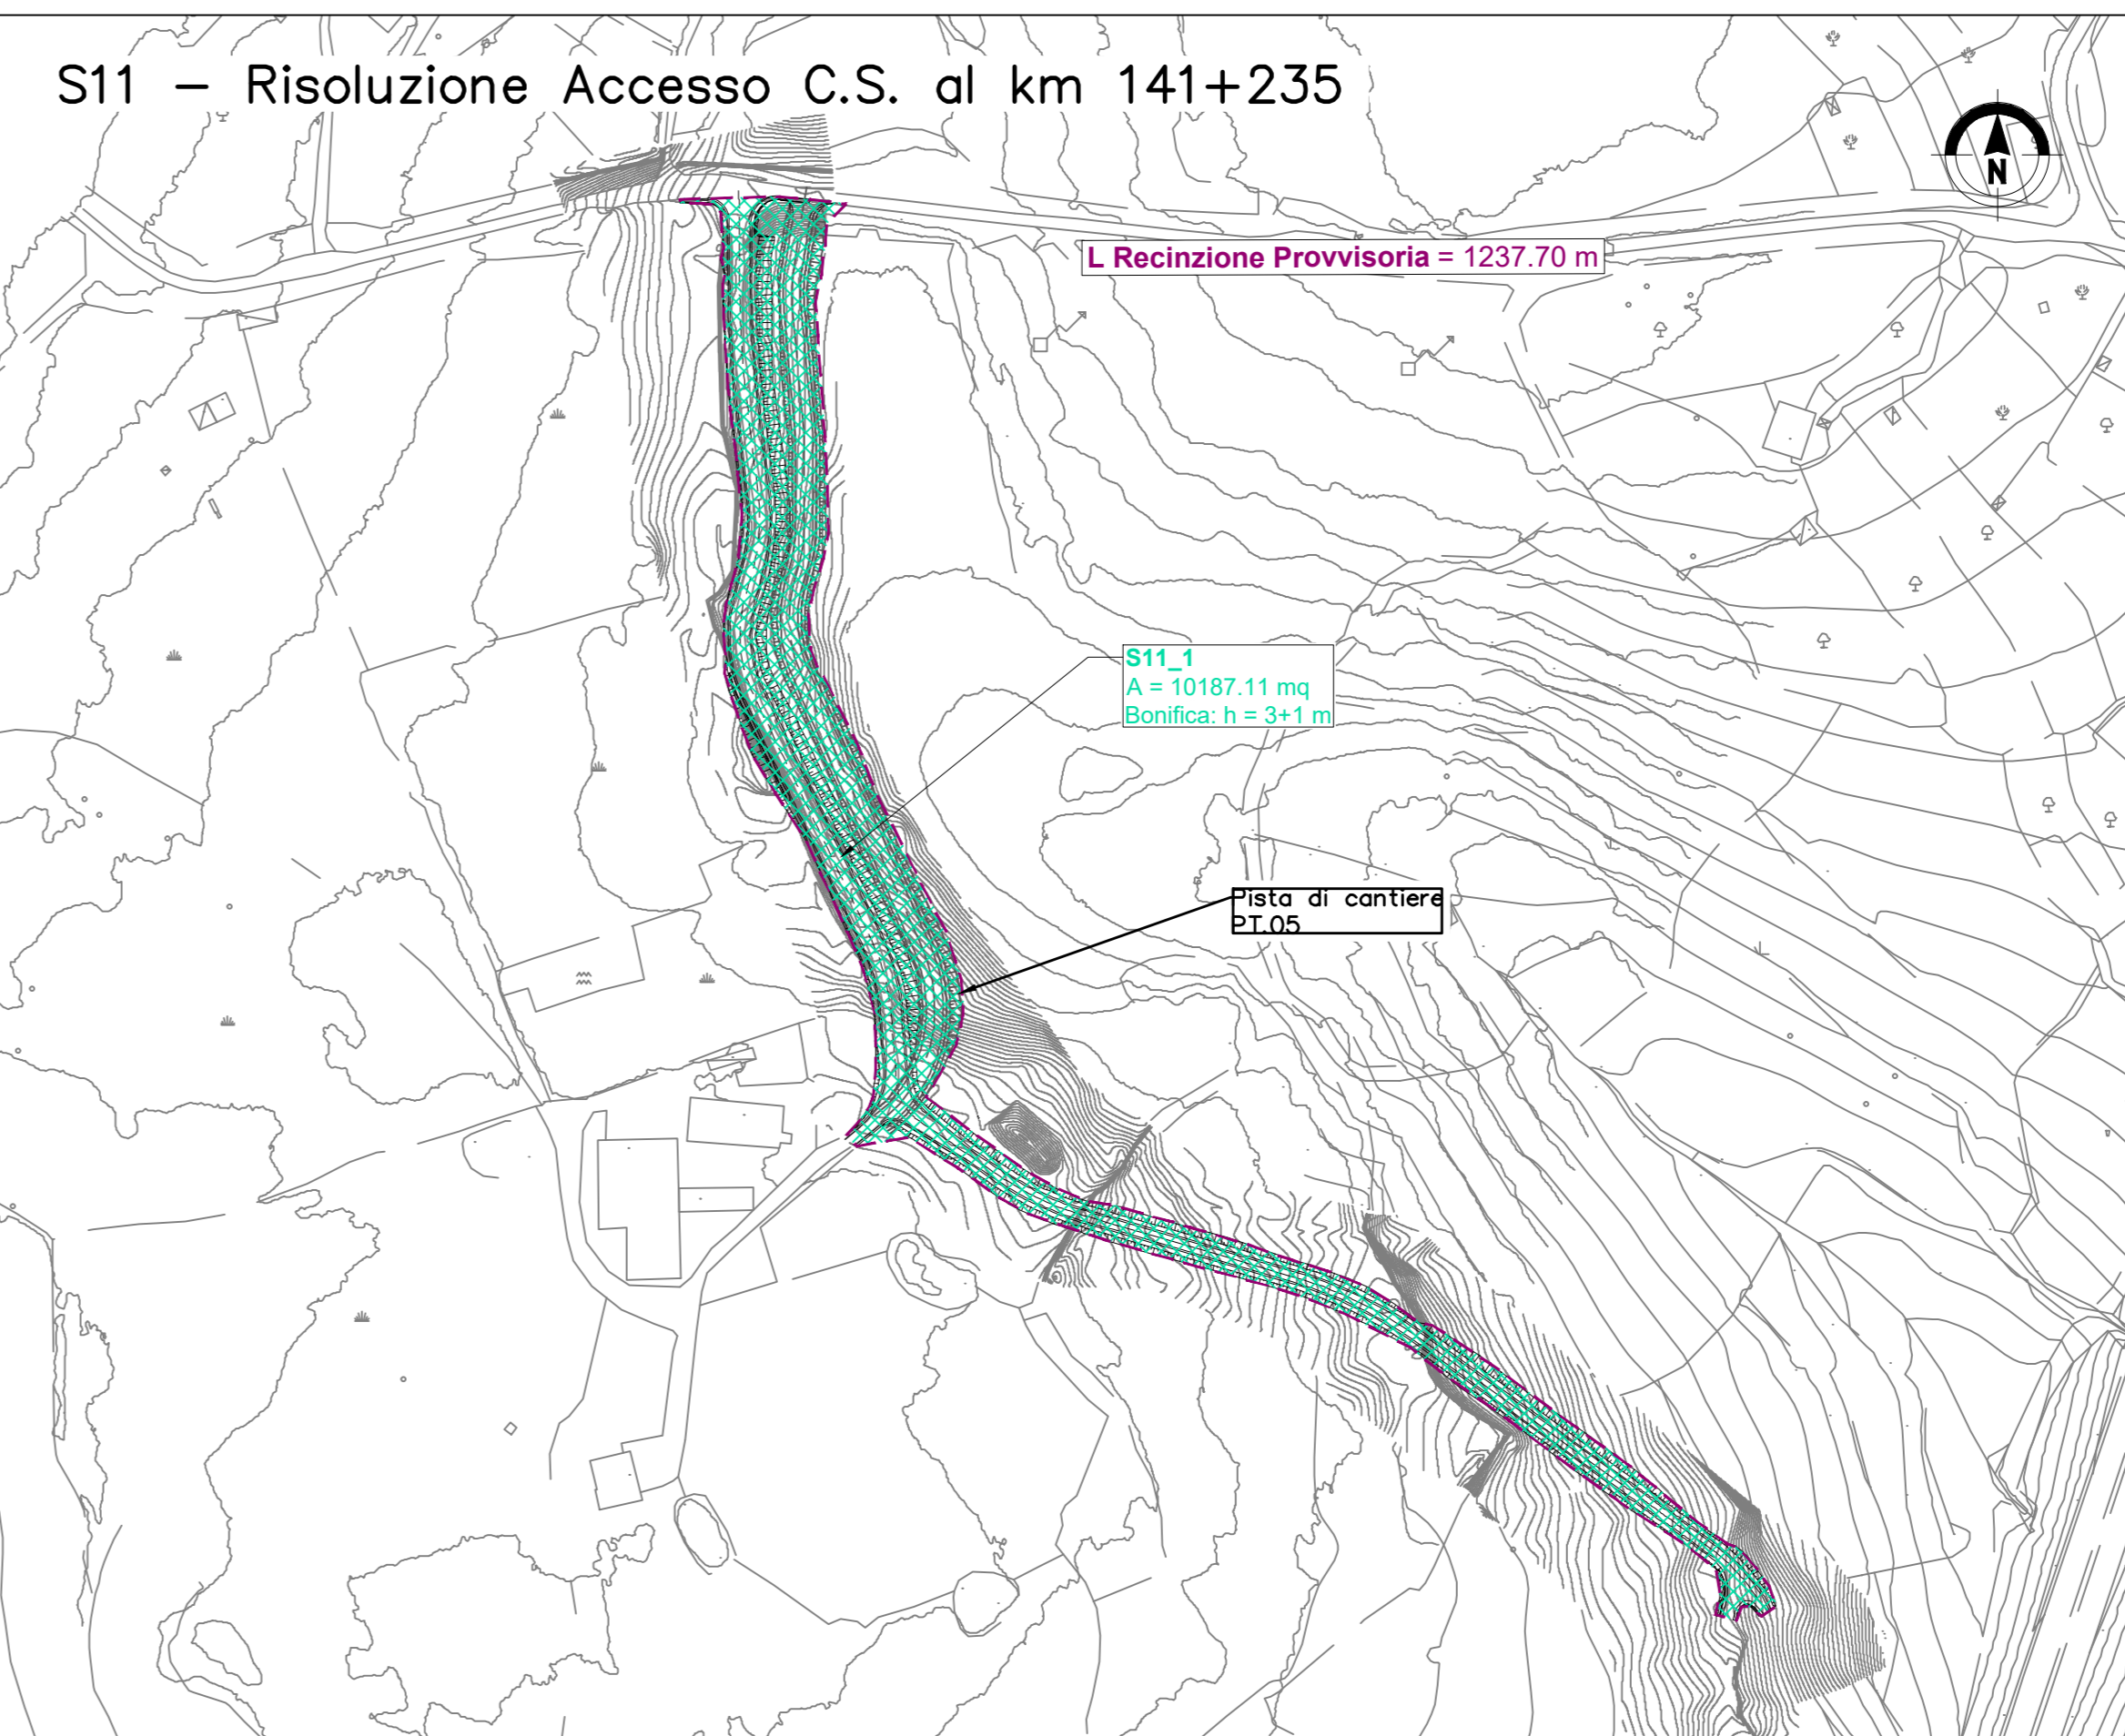 S11 – Risoluzione Accesso C.S. al km 141+235
N
L Recinzione Provvisoria = 1237.70 m
S11_1
A = 10187.11 mq
Bonifica: h = 3+1 m
Pista di cantiere
PT.05